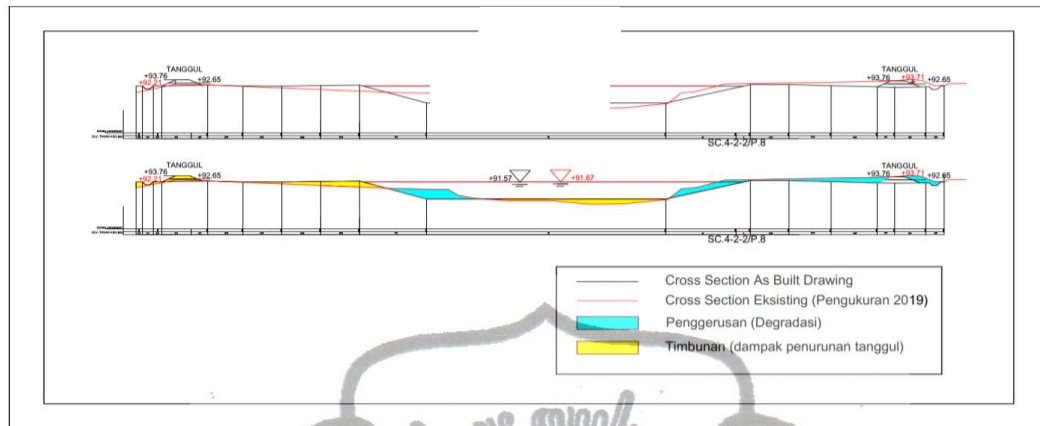 TANGGUL
+93.76
+92.21
+92.65
TANGGUL
+93.76
+93.71
+92.65
SC.4-2-2/P.8
TANGGUL
+93.76
+92.21
+92.65
+91.57
+91.67
TANGGUL
+93.76
+93.71
+92.65
SC.4-2-2/P.8
Cross Section As Built Drawing
Cross Section Eksisting (Pengukuran 2019)
Penggerusan (Degradasi)
Timbunan (dampak penurunan tanggul)